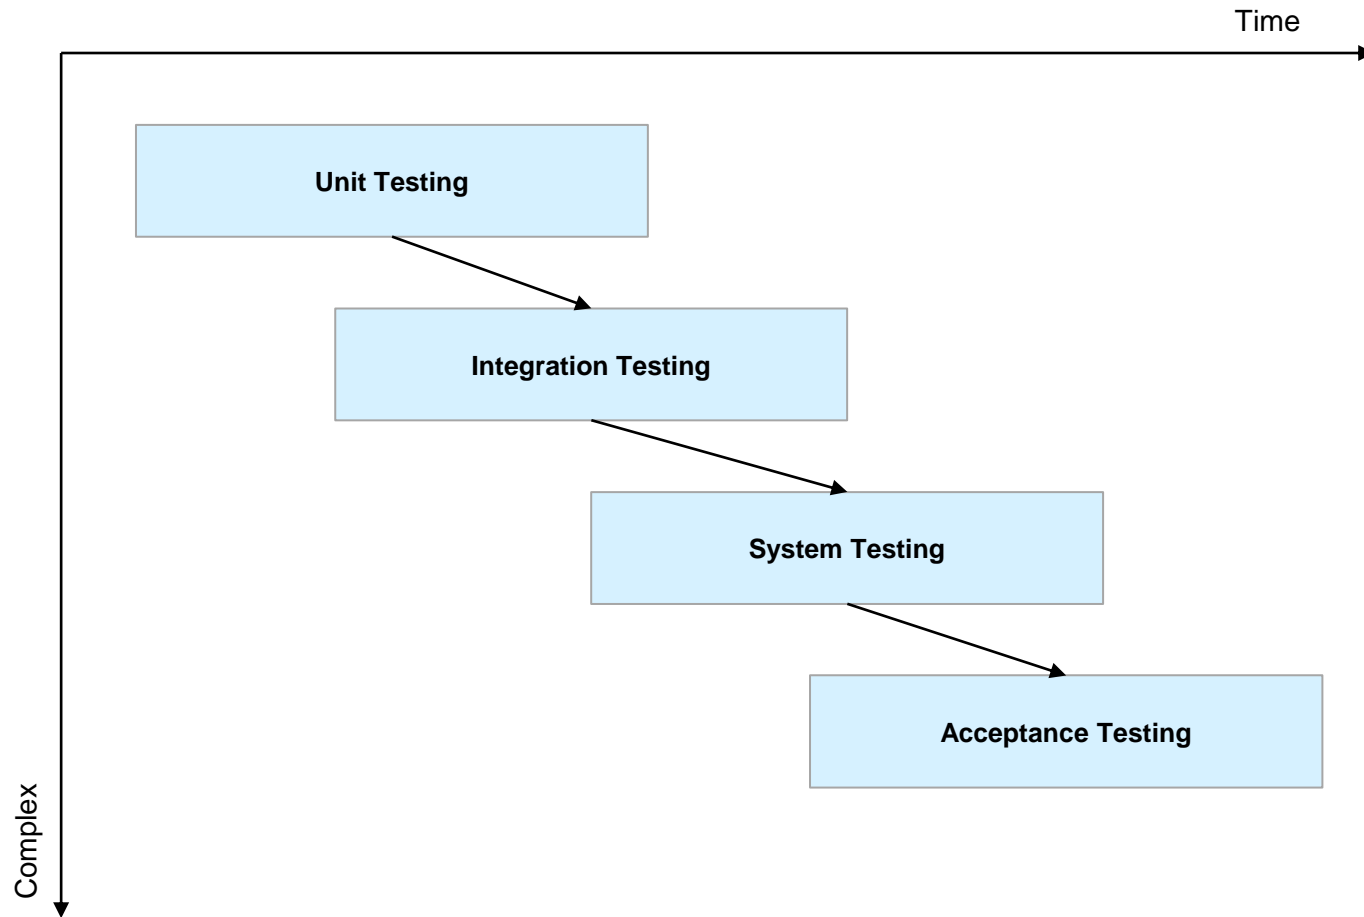 Time
Unit Testing
Integration Testing
System Testing
Acceptance Testing
Complex